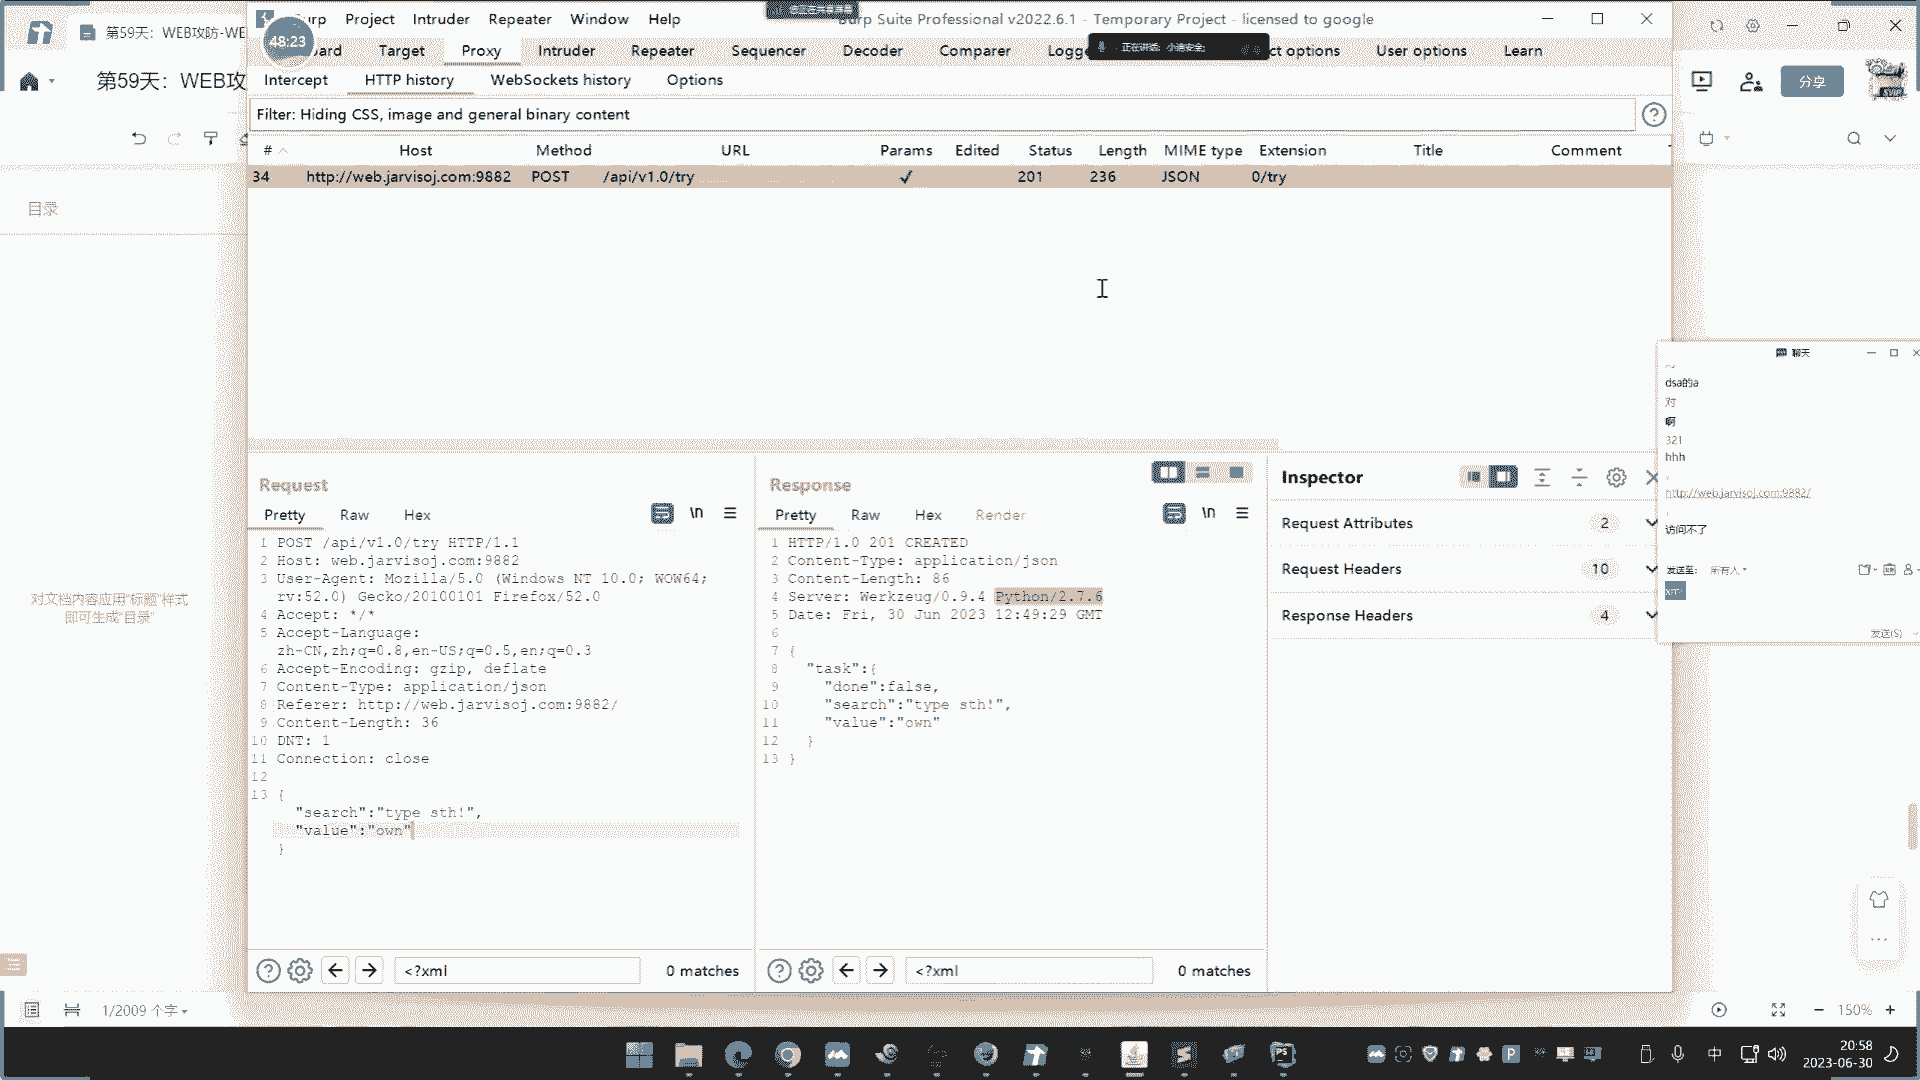 Burp Project Intruder Repeater Window Help
Burp Suite Professional v2022.6.1 - Temporary Project - licensed to google
48:23
第59天：WEB攻防-WE
Target Proxy Intruder Repeater Sequencer Decoder Comparer Logge
正在讲话: 小迪安全;
ct options User options Learn
第59天：WEB攻
Intercept HTTP history WebSockets history Options
分享
Filter: Hiding CSS, image and general binary content
# Host Method URL Params Edited Status Length MIME type Extension Title Comment
34 http://web.jarvisoj.com:9882 POST /api/v1.0/try ✓ 201 236 JSON 0/try
目录
对文档内容应用“标题”样式
即可生成“目录”
Request
Pretty Raw Hex
\n
1 POST /api/v1.0/try HTTP/1.1
2 Host: web.jarvisoj.com:9882
3 User-Agent: Mozilla/5.0 (Windows NT 10.0; WOW64;
rv:52.0) Gecko/20100101 Firefox/52.0
4 Accept: */*
5 Accept-Language:
zh-CN,zh;q=0.8,en-US;q=0.5,en;q=0.3
6 Accept-Encoding: gzip, deflate
7 Content-Type: application/json
8 Referer: http://web.jarvisoj.com:9882/
9 Content-Length: 36
10 DNT: 1
11 Connection: close
12
13 {
"search":"type sth!",
"value":"own"
}
<?xml 0 matches
Response
Pretty Raw Hex Render
\n
1 HTTP/1.0 201 CREATED
2 Content-Type: application/json
3 Content-Length: 86
4 Server: Werkzeug/0.9.4 Python/2.7.6
5 Date: Fri, 30 Jun 2023 12:49:29 GMT
6
7 {
8 "task":{
9 "done":false,
10 "search":"type sth!",
11 "value":"own"
12 }
13 }
<?xml 0 matches
Inspector
Request Attributes 2
Request Headers 10
Response Headers 4
聊天
dsa的a
对
啊
321
hhh
http://web.jarvisoj.com:9882/
访问不了
发送至: 所有人
xml
发送(S)
1/2009 个字
150%
中
20:58
2023-06-30